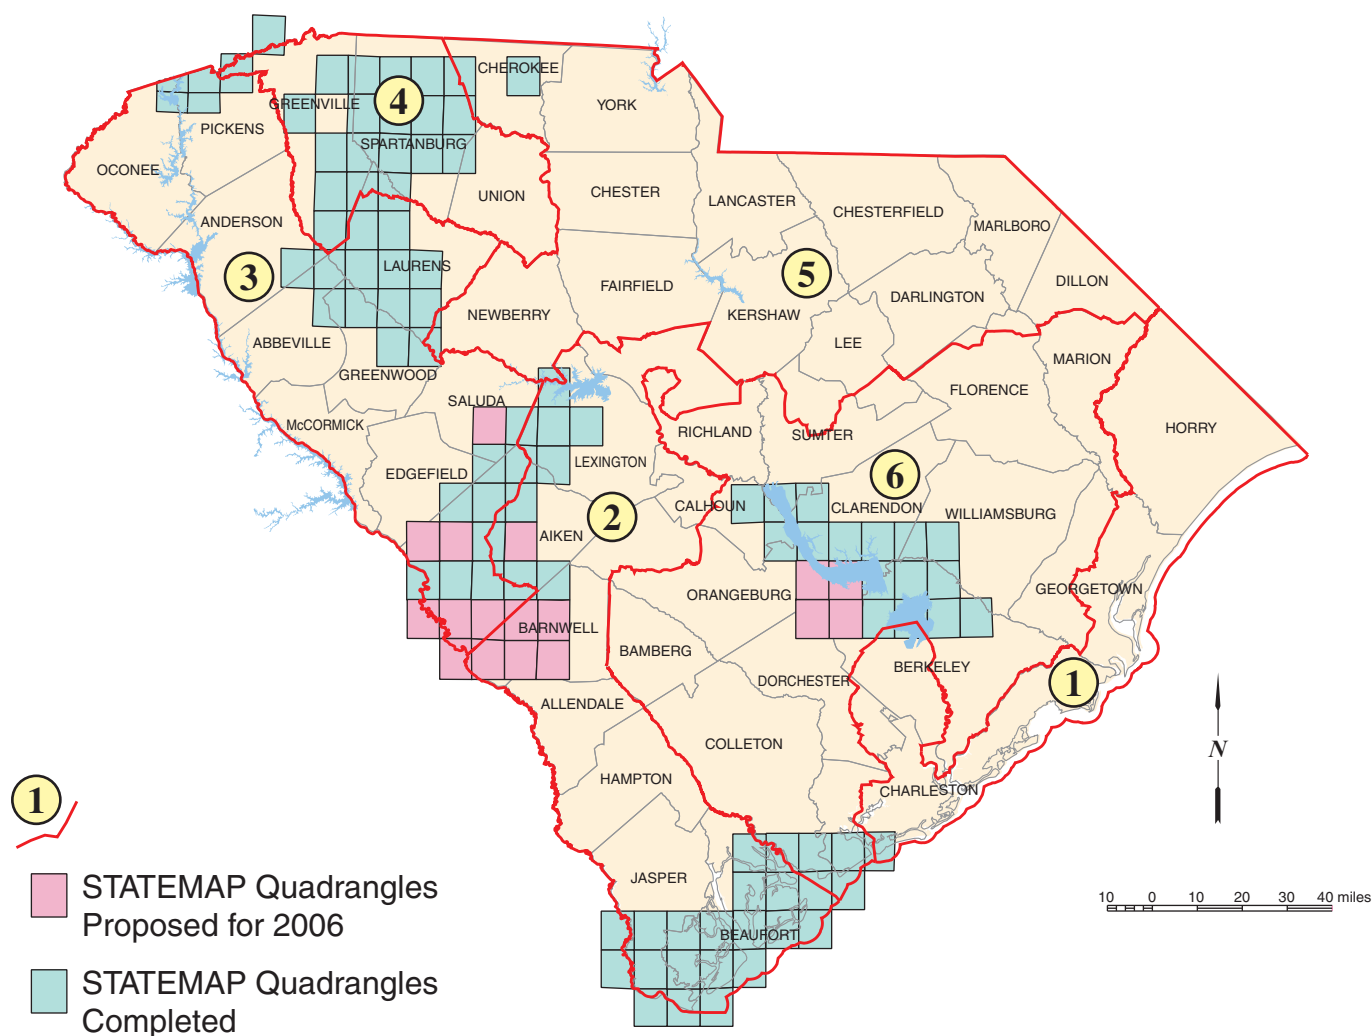 CHEROKEE
4
GREENVILLE
YORK
PICKENS
SPARTANBURG
OCONEE
UNION
CHESTER
LANCASTER
CHESTERFIELD
ANDERSON
MARLBORO
LAURENS
3
5
DILLON
FAIRFIELD
DARLINGTON
NEWBERRY
KERSHAW
ABBEVILLE
LEE
MARION
GREENWOOD
FLORENCE
SALUDA
McCORMICK
RICHLAND
SUMTER
HORRY
LEXINGTON
EDGEFIELD
6
CALHOUN
CLARENDON
WILLIAMSBURG
2
AIKEN
ORANGEBURG
GEORGETOWN
BARNWELL
BAMBERG
BERKELEY
DORCHESTER
1
ALLENDALE
COLLETON
N
HAMPTON
CHARLESTON
1
JASPER
STATEMAP Quadrangles
Proposed for 2006
10 0 10 20 30 40 miles
BEAUFORT
STATEMAP Quadrangles
Completed